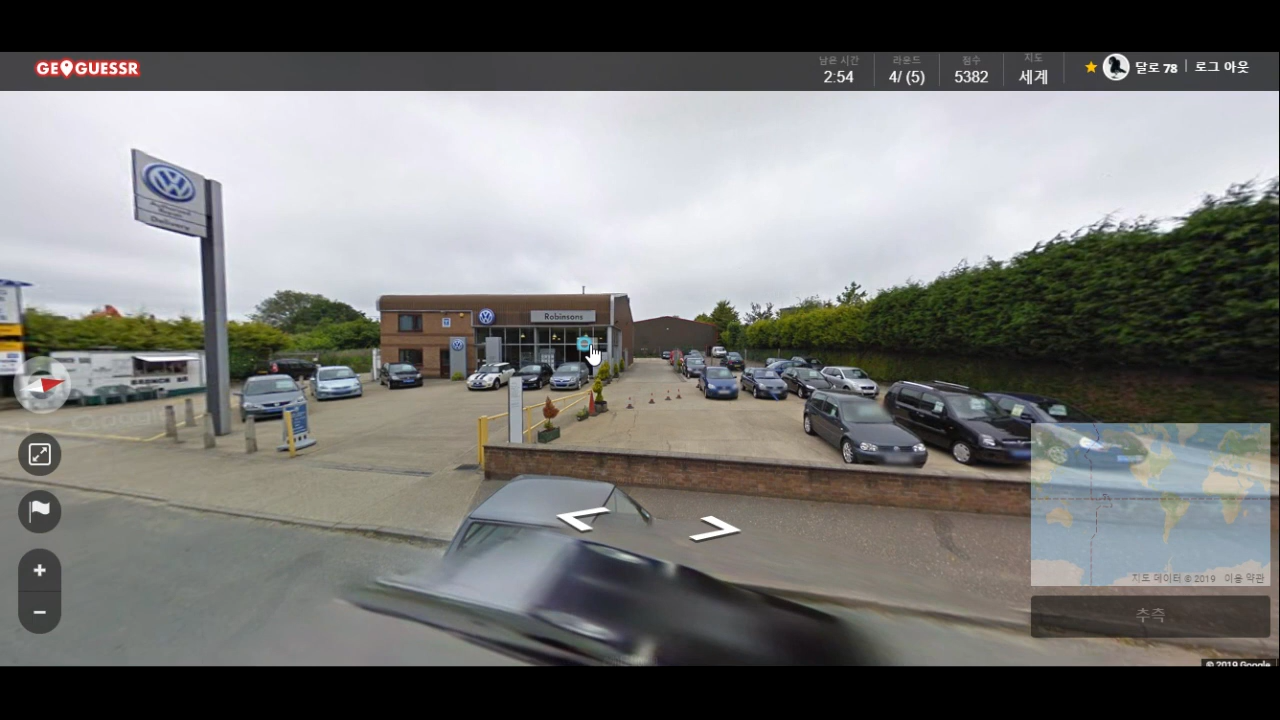 GEOGUESSR
남은 시간
2:54
라운드
4/ (5)
점수
5382
지도
세계
달로 78 | 로그 아웃
VW
Robinsons
Google
지도 데이터 © 2019 이용 약관
추측
© 2019 Google